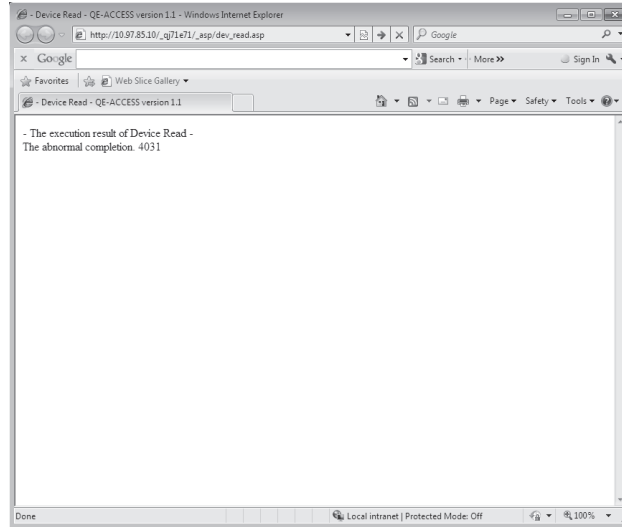 - Device Read - QE-ACCESS version 1.1 - Windows Internet Explorer
http://10.97.85.10/_qj71e71/_asp/dev_read.asp
Google
x Google
Search
More >>
Sign In
Favorites
Web Slice Gallery
- Device Read - QE-ACCESS version 1.1
Page
Safety
Tools
- The execution result of Device Read -
The abnormal completion. 4031
Done
Local intranet | Protected Mode: Off
100%